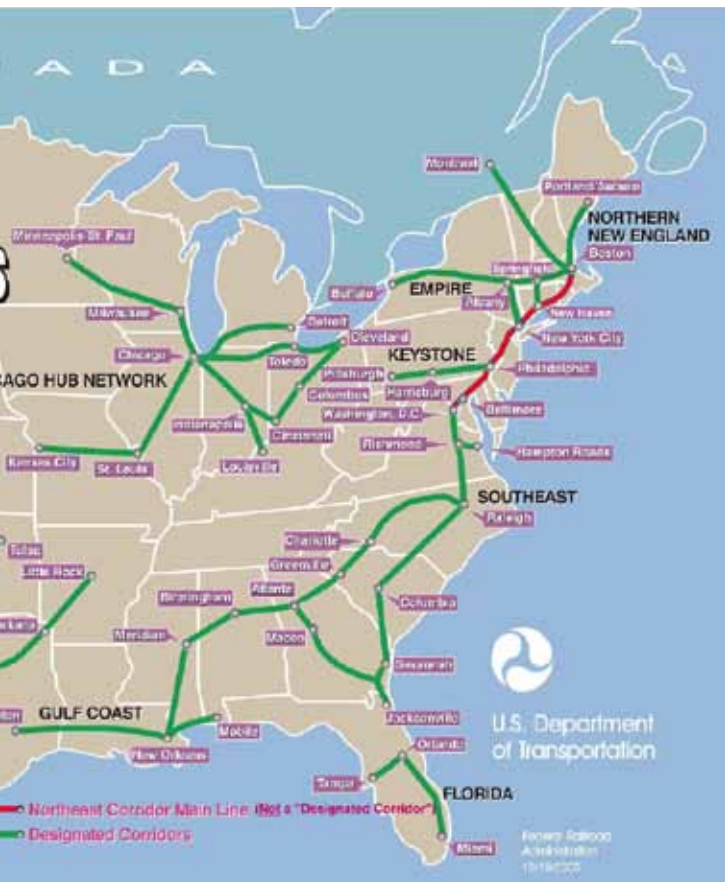 A D A
Montreal
Portland/Auburn
NORTHERN
NEW ENGLAND
Boston
Minneapolis St. Paul
S
Springfield
Buffalo
EMPIRE
Albany
New Haven
Milwaukee
Detroit
Cleveland
New York City
Chicago
Toledo
KEYSTONE
Pittsburgh
Philadelphia
CAGO HUB NETWORK
Columbus
Harrisburg
Washington, D.C.
Baltimore
Indianapolis
Cincinnati
Richmond
Hampton Roads
Kansas City
St. Louis
Louisville
SOUTHEAST
Raleigh
Charlotte
Tulsa
Greenville
Little Rock
Birmingham
Atlanta
Columbia
Meridian
Macon
Savannah
GULF COAST
Jacksonville
Mobile
New Orleans
Orlando
U.S. Department
of Transportation
Tampa
FLORIDA
Northeast Corridor Main Line (Not a "Designated Corridor")
Designated Corridors
Miami
Federal Railroad
Administration